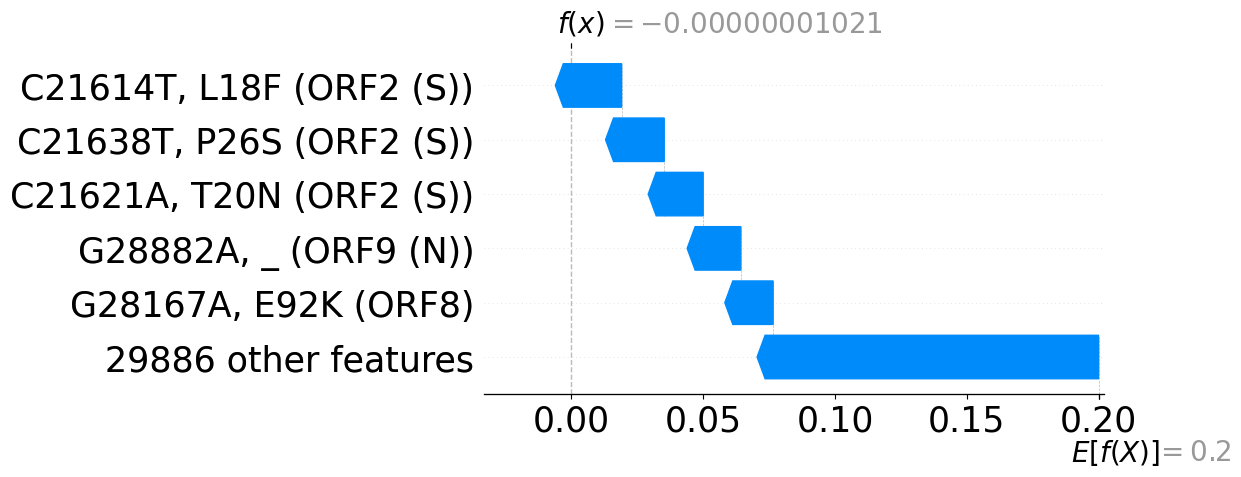 f(x) = −0.00000001021
C21614T, L18F (ORF2 (S))
C21638T, P26S (ORF2 (S))
C21621A, T20N (ORF2 (S))
G28882A, _ (ORF9 (N))
G28167A, E92K (ORF8)
29886 other features
0.00 0.05 0.10 0.15 0.20
E[f(X)] = 0.2